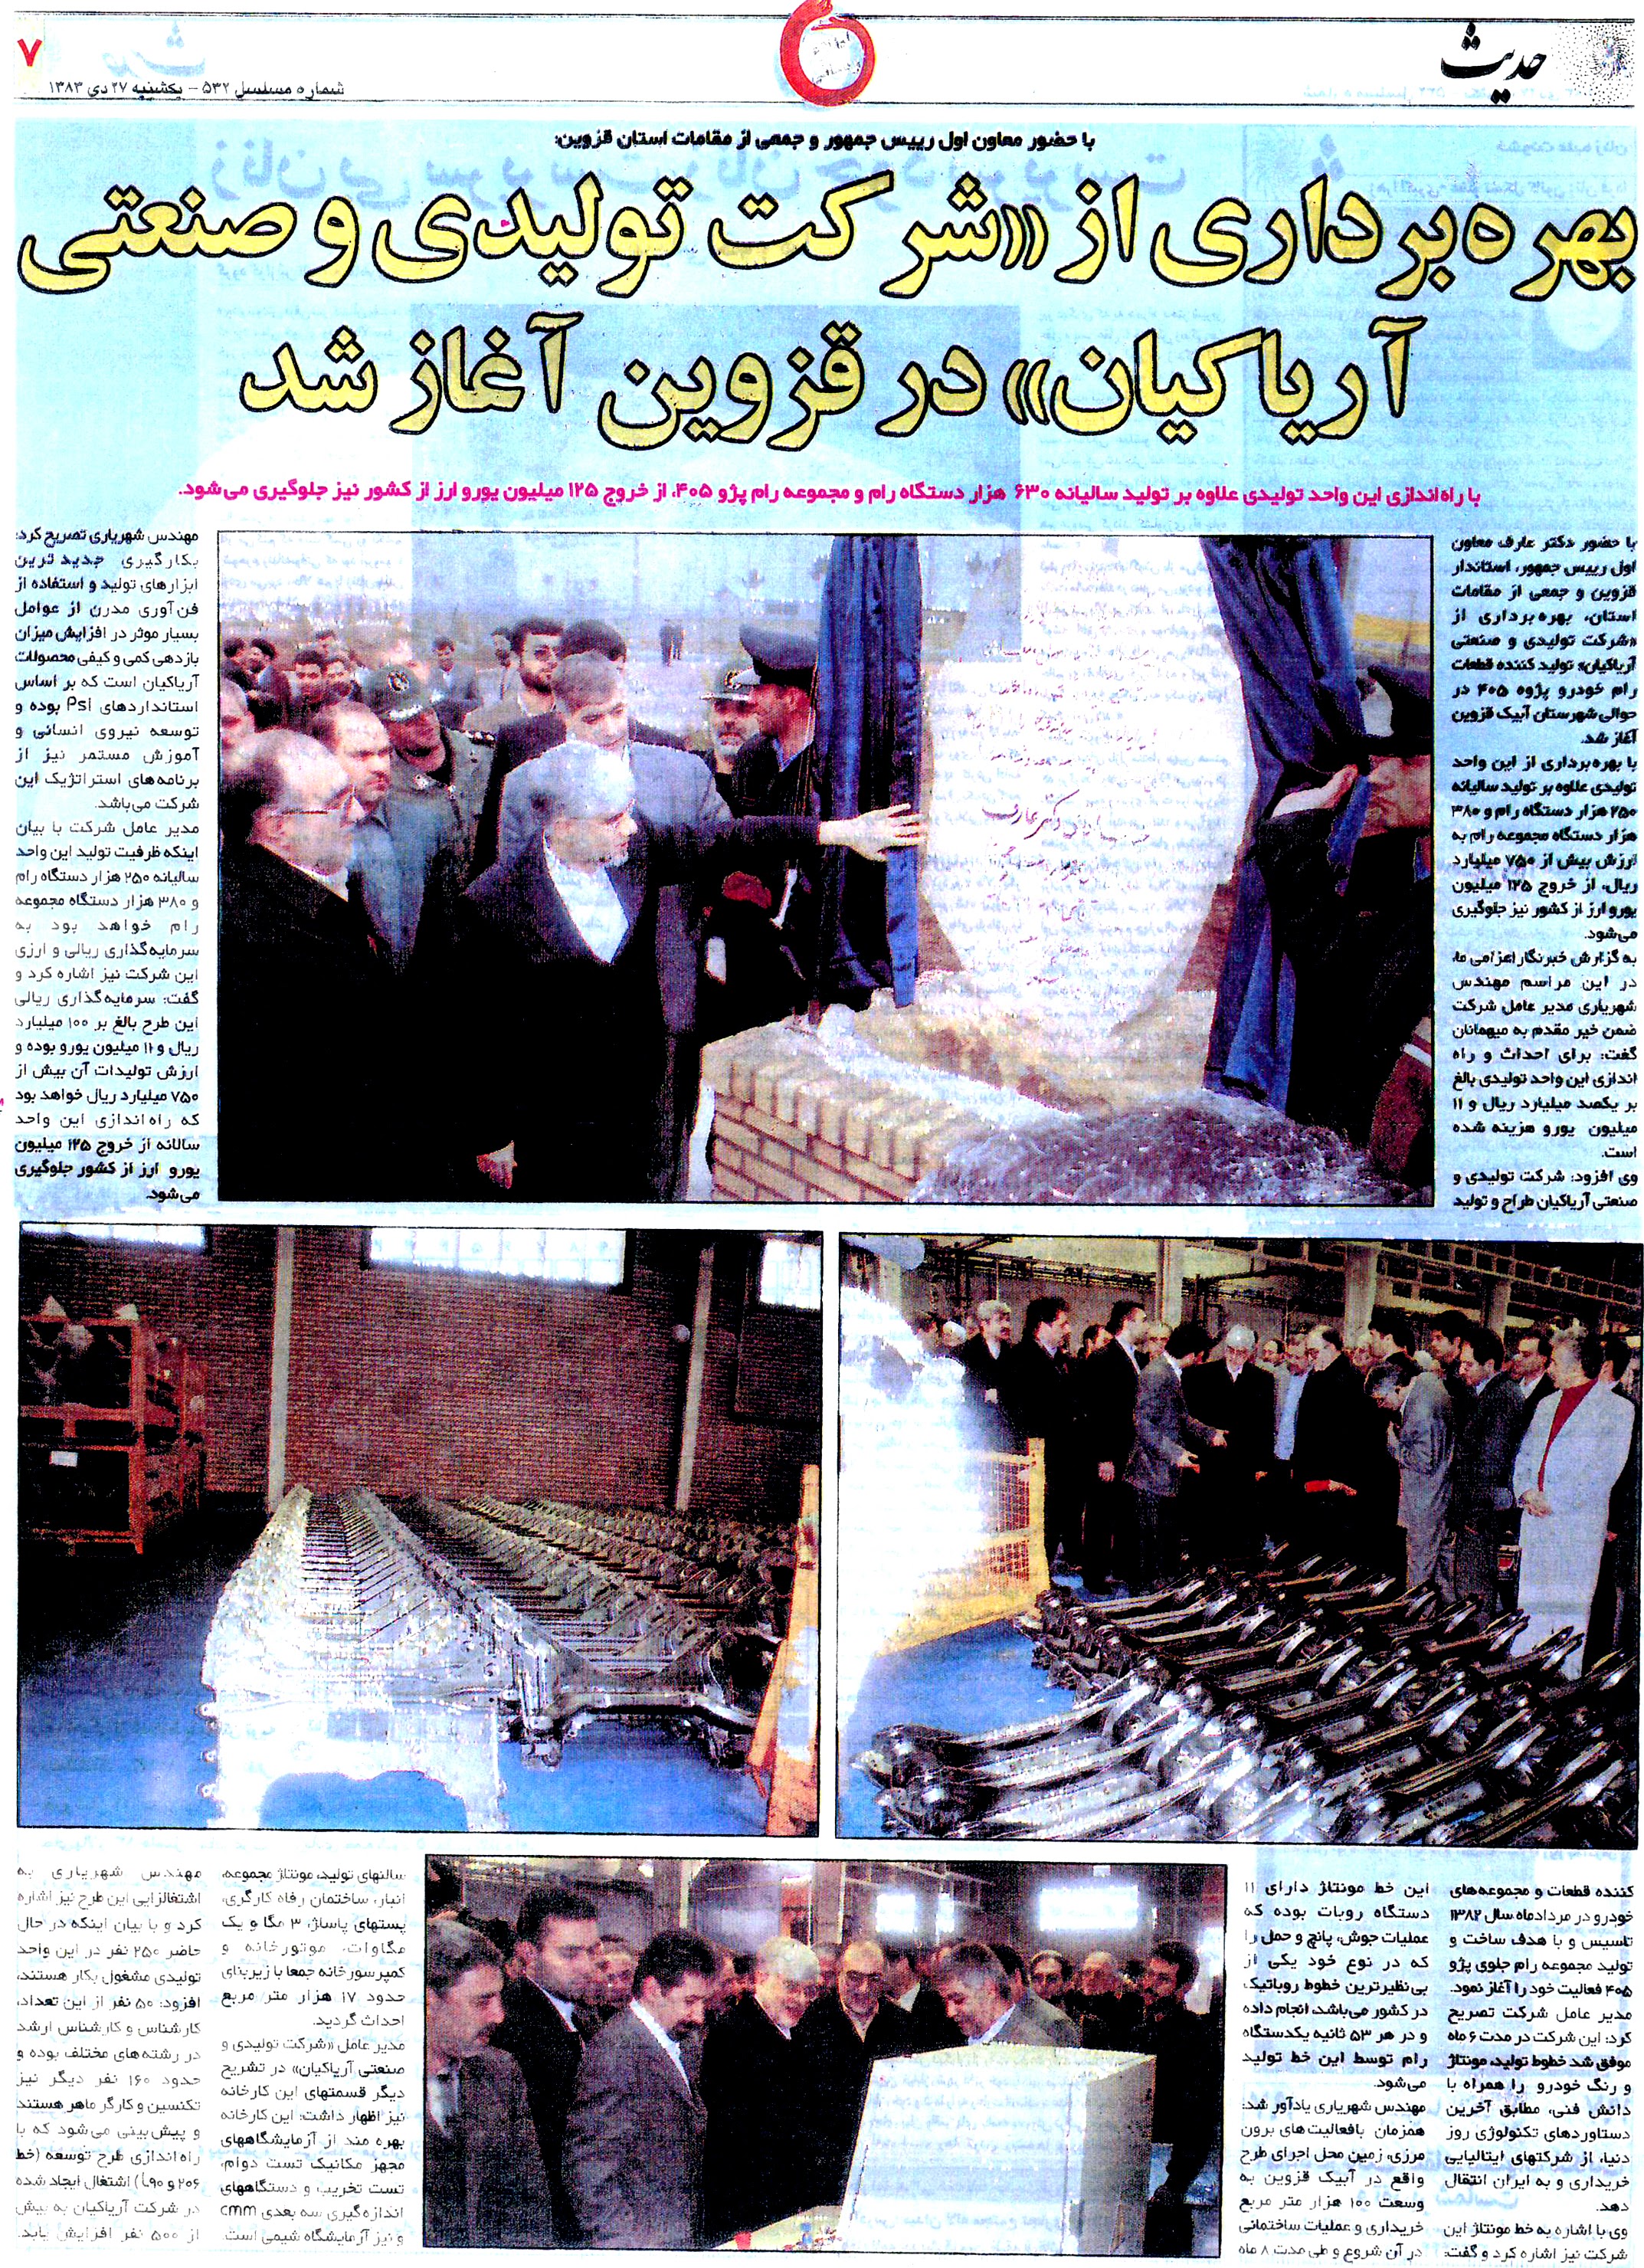 حدیث
شماره مسلسل ۵۳۲ - یکشنبه ۲۷ دی ۱۳۸۳
۷
با حضور معاون اول رییس جمهور و جمعی از مقامات استان قزوین:
بهره‌برداری از «شرکت تولیدی و صنعتی
آریاکیان» در قزوین آغاز شد
با راه‌اندازی این واحد تولیدی علاوه بر تولید سالیانه ۶۳۰ هزار دستگاه رام و مجموعه رام پژو ۴۰۵، از خروج ۱۲۵ میلیون یورو ارز از کشور نیز جلوگیری می‌شود.
با حضور دکتر عارف معاون
اول رییس جمهور، استاندار
قزوین و جمعی از مقامات
استان، بهره‌برداری از
«شرکت تولیدی و صنعتی
آریاکیان» تولید کننده قطعات
رام خودرو پژوه ۴۰۵ در
حوالی شهرستان آبیک قزوین
آغاز شد.
با بهره‌برداری از این واحد
تولیدی علاوه بر تولید سالیانه
۲۵۰ هزار دستگاه رام و ۳۸۰
هزار دستگاه مجموعه رام به
ارزش بیش از ۷۵۰ میلیارد
ریال، از خروج ۱۲۵ میلیون
یورو ارز از کشور نیز جلوگیری
می‌شود.
به گزارش خبرنگار اعزامی ما،
در این مراسم مهندس
شهریاری مدیر عامل شرکت
ضمن خیر مقدم به میهمانان
گفت: برای احداث و راه
اندازی این واحد تولیدی بالغ
بر یکصد میلیارد ریال و ۱۱
میلیون یورو هزینه شده
است.
وی افزود: شرکت تولیدی و
صنعتی آریاکیان طراح و تولید
کننده قطعات و مجموعه‌های
خودرو در مردادماه سال ۱۳۸۲
تاسیس و با هدف ساخت و
تولید مجموعه رام جلوی پژو
۴۰۵ فعالیت خود را آغاز نمود.
مدیر عامل شرکت تصریح
کرد: این شرکت در مدت ۶ ماه
موفق شد خطوط تولید، مونتاژ
و رنگ خودرو را همراه با
دانش فنی، مطابق آخرین
دستاوردهای تکنولوژی روز
دنیا، از شرکتهای ایتالیایی
خریداری و به ایران انتقال
دهد.
وی با اشاره به خط مونتاژ این
شرکت نیز اشاره کرد و گفت:
این خط مونتاژ دارای ۱۱
دستگاه روبات بوده که
عملیات جوش، پانچ و حمل را
که در نوع خود یکی از
بی‌نظیرترین خطوط روباتیک
در کشور می‌باشد، انجام داده
و در هر ۵۳ ثانیه یکدستگاه
رام توسط این خط تولید
می‌شود.
مهندس شهریاری یادآور شد:
همزمان بافعالیت‌های برون
مرزی، زمین محل اجرای طرح
واقع در آبیک قزوین به
وسعت ۱۰۰ هزار متر مربع
خریداری و عملیات ساختمانی
در آن شروع و طی مدت ۸ ماه
سالنهای تولید، مونتاژ مجموعه،
انبار، ساختمان رفاه کارگری،
پستهای پاساژ، ۳ مگا و یک
مگاوات، موتورخانه و
کمپرسورخانه جمعا با زیربنای
حدود ۱۷ هزار متر مربع
احداث گردید.
مدیر عامل «شرکت تولیدی و
صنعتی آریاکیان» در تشریح
دیگر قسمتهای این کارخانه
نیز اظهار داشت: این کارخانه
بهره مند از آزمایشگاههای
مجهز مکانیک تست دوام،
تست تخریب و دستگاههای
اندازه‌گیری سه بعدی cmm
و نیز آزمایشگاه شیمی است.
مهندس شهریاری به
اشتغالزایی این طرح نیز اشاره
کرد و با بیان اینکه در حال
حاضر ۲۵۰ نفر در این واحد
تولیدی مشغول بکار هستند،
افزود: ۵۰ نفر از این تعداد،
کارشناس و کارشناس ارشد
در رشته‌های مختلف بوده و
حدود ۱۶۰ نفر دیگر نیز
تکنسین و کارگر ماهر هستند
و پیش‌بینی می‌شود که با
راه‌اندازی طرح توسعه (خط
۲۰۶ و L۹۰) اشتغال ایجاد شده
در شرکت آریاکیان به بیش
از ۵۰۰ نفر افزایش یابد.
مهندس شهریاری تصریح کرد:
بکارگیری جدیدترین
ابزارهای تولید و استفاده از
فن‌آوری مدرن از عوامل
بسیار موثر در افزایش میزان
بازدهی کمی و کیفی محصولات
آریاکیان است که بر اساس
استانداردهای Psi بوده و
توسعه نیروی انسانی و
آموزش مستمر نیز از
برنامه‌های استراتژیک این
شرکت می‌باشد.
مدیر عامل شرکت با بیان
اینکه ظرفیت تولید این واحد
سالیانه ۲۵۰ هزار دستگاه رام
و ۳۸۰ هزار دستگاه مجموعه
رام خواهد بود به
سرمایه‌گذاری ریالی و ارزی
این شرکت نیز اشاره کرد و
گفت: سرمایه‌گذاری ریالی
این طرح بالغ بر ۱۰۰ میلیارد
ریال و ۱۱ میلیون یورو بوده و
ارزش تولیدات آن بیش از
۷۵۰ میلیارد ریال خواهد بود
که راه‌اندازی این واحد
سالانه از خروج ۱۲۵ میلیون
یورو ارز از کشور جلوگیری
می‌شود.